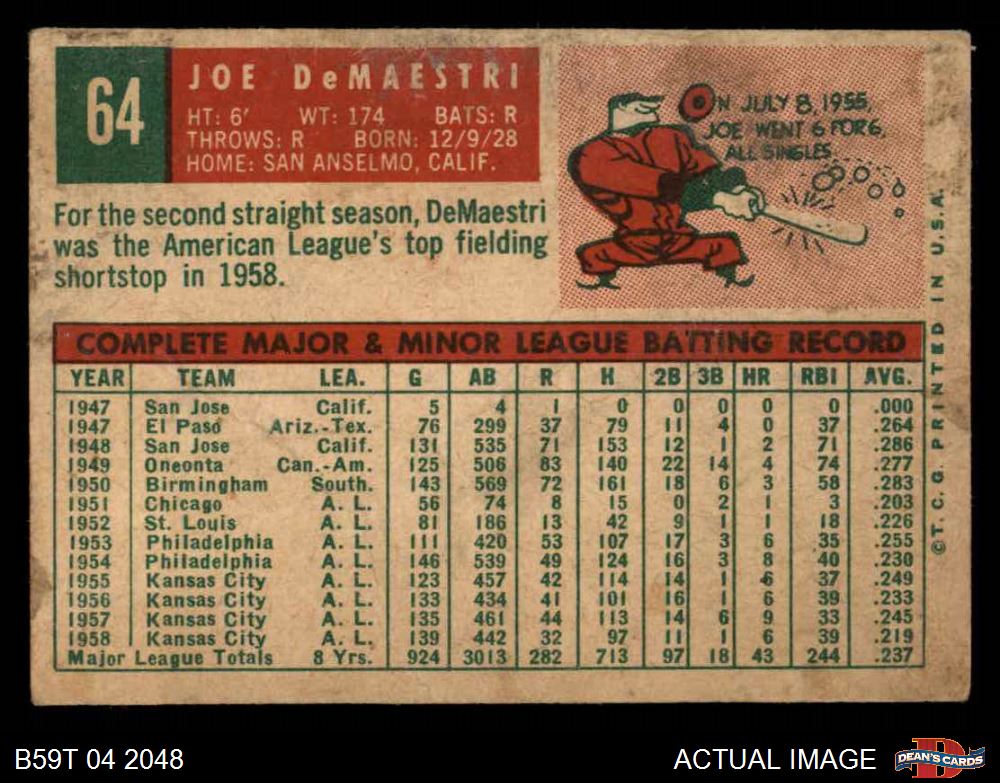 64
JOE DeMAESTRI
HT: 6' WT: 174 BATS: R
THROWS: R BORN: 12/9/28
HOME: SAN ANSELMO, CALIF.
ON JULY 8, 1955,
JOE WENT 6 FOR 6,
ALL SINGLES.
For the second straight season, DeMaestri
was the American League's top fielding
shortstop in 1958.
COMPLETE MAJOR & MINOR LEAGUE BATTING RECORD
YEAR TEAM LEA. G AB R H 2B 3B HR RBI AVG.
1947 San Jose Calif. 5 4 1 0 0 0 0 0 .000
1947 El Paso Ariz.-Tex. 76 299 37 79 11 4 0 37 .264
1948 San Jose Calif. 131 535 71 153 12 1 2 71 .286
1949 Oneonta Can.-Am. 125 506 83 140 22 14 4 74 .277
1950 Birmingham South. 143 569 72 161 18 6 3 58 .283
1951 Chicago A. L. 56 74 8 15 0 2 1 3 .203
1952 St. Louis A. L. 81 186 13 42 9 1 1 18 .226
1953 Philadelphia A. L. 111 420 53 107 17 3 6 35 .255
1954 Philadelphia A. L. 146 539 49 124 16 3 8 40 .230
1955 Kansas City A. L. 123 457 42 114 14 1 6 37 .249
1956 Kansas City A. L. 133 434 41 101 16 1 6 39 .233
1957 Kansas City A. L. 135 461 44 113 14 6 9 33 .245
1958 Kansas City A. L. 139 442 32 97 11 1 6 39 .219
Major League Totals 8 Yrs. 924 3013 282 713 97 18 43 244 .237
©T. C. G. PRINTED IN U.S.A.
B59T 04 2048
ACTUAL IMAGE
D
DEAN'S CARDS